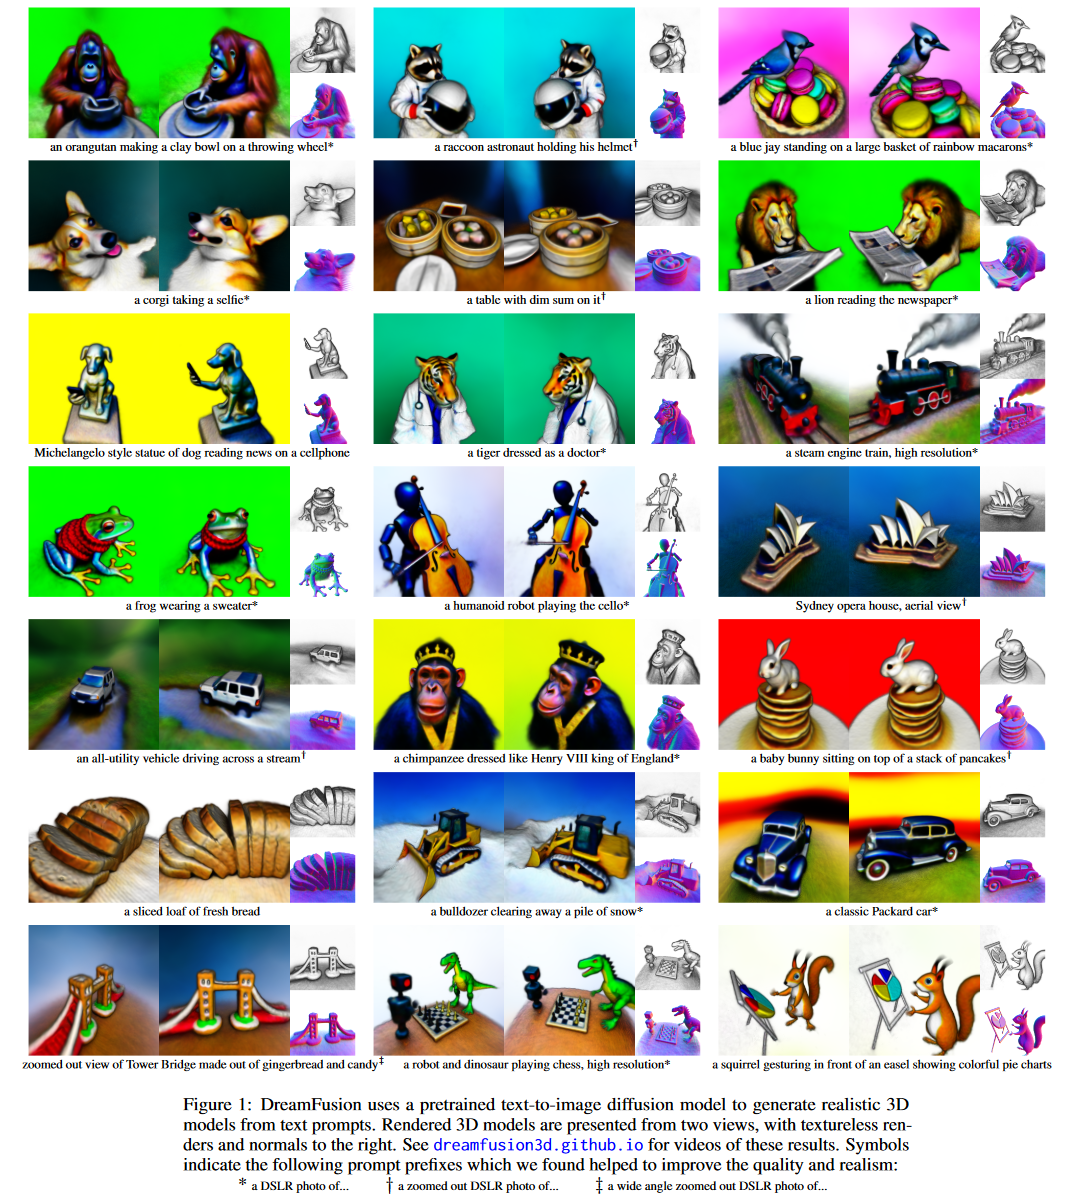 an orangutan making a clay bowl on a throwing wheel*
a raccoon astronaut holding his helmet†
a blue jay standing on a large basket of rainbow macarons*
a corgi taking a selfie*
a table with dim sum on it†
a lion reading the newspaper*
Michelangelo style statue of dog reading news on a cellphone
a tiger dressed as a doctor*
a steam engine train, high resolution*
a frog wearing a sweater*
a humanoid robot playing the cello*
Sydney opera house, aerial view†
an all-utility vehicle driving across a stream†
a chimpanzee dressed like Henry VIII king of England*
a baby bunny sitting on top of a stack of pancakes†
a sliced loaf of fresh bread
a bulldozer clearing away a pile of snow*
a classic Packard car*
zoomed out view of Tower Bridge made out of gingerbread and candy‡
a robot and dinosaur playing chess, high resolution*
a squirrel gesturing in front of an easel showing colorful pie charts
Figure 1: DreamFusion uses a pretrained text-to-image diffusion model to generate realistic 3D
models from text prompts. Rendered 3D models are presented from two views, with textureless ren-
ders and normals to the right. See dreamfusion3d.github.io for videos of these results. Symbols
indicate the following prompt prefixes which we found helped to improve the quality and realism:
* a DSLR photo of... † a zoomed out DSLR photo of... ‡ a wide angle zoomed out DSLR photo of...